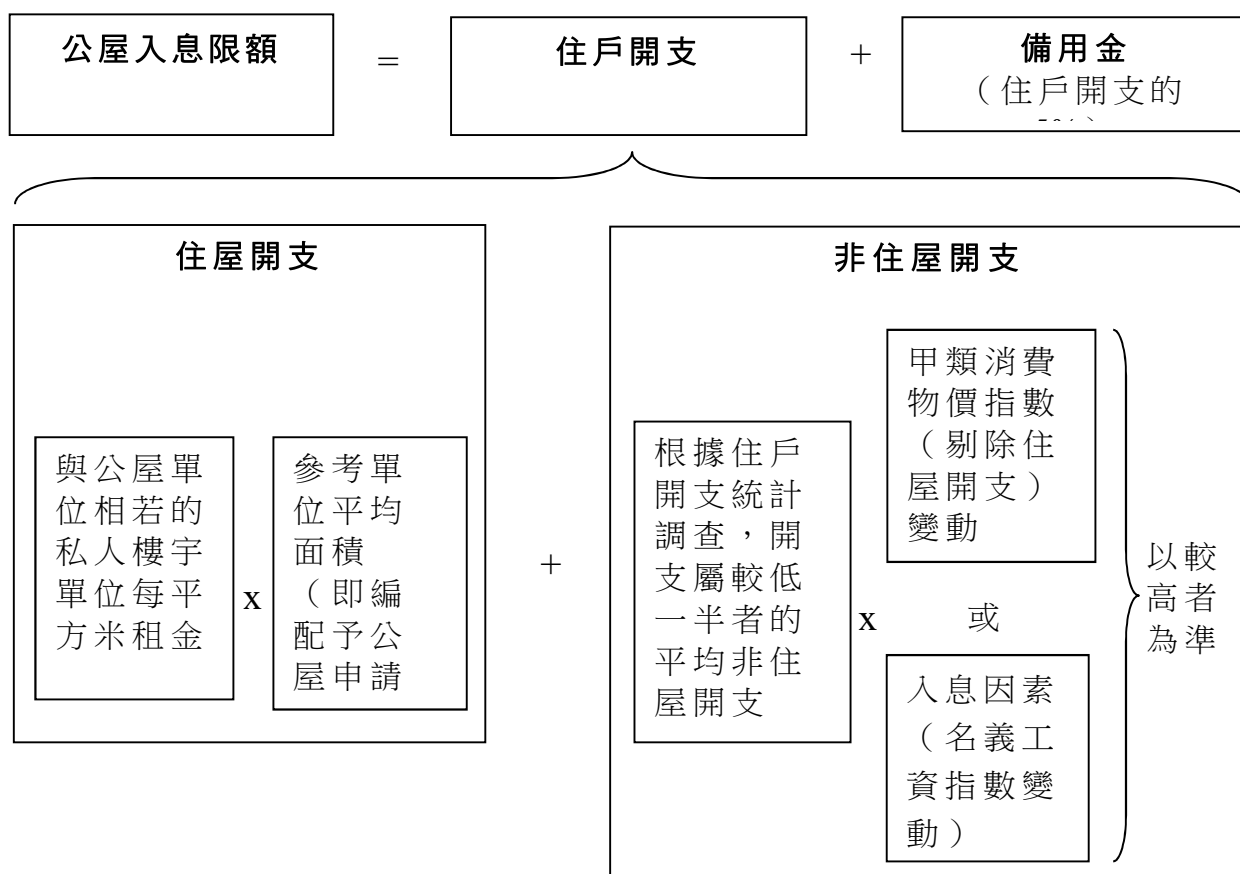 公屋入息限額 = 住戶開支 + 備用金
（住戶開支的
住屋開支
與公屋單
位相若的
私人樓宇
單位每平
方米租金
x
參考單
位平均
面積
（即編
配予公
屋申請
+
非住屋開支
根據住戶
開支統計
調查，開
支屬較低
一半者的
平均非住
屋開支
x
甲類消費
物價指數
（剔除住
屋開支）
變動
或
入息因素
（名義工
資指數變
動）
以較
高者
為準